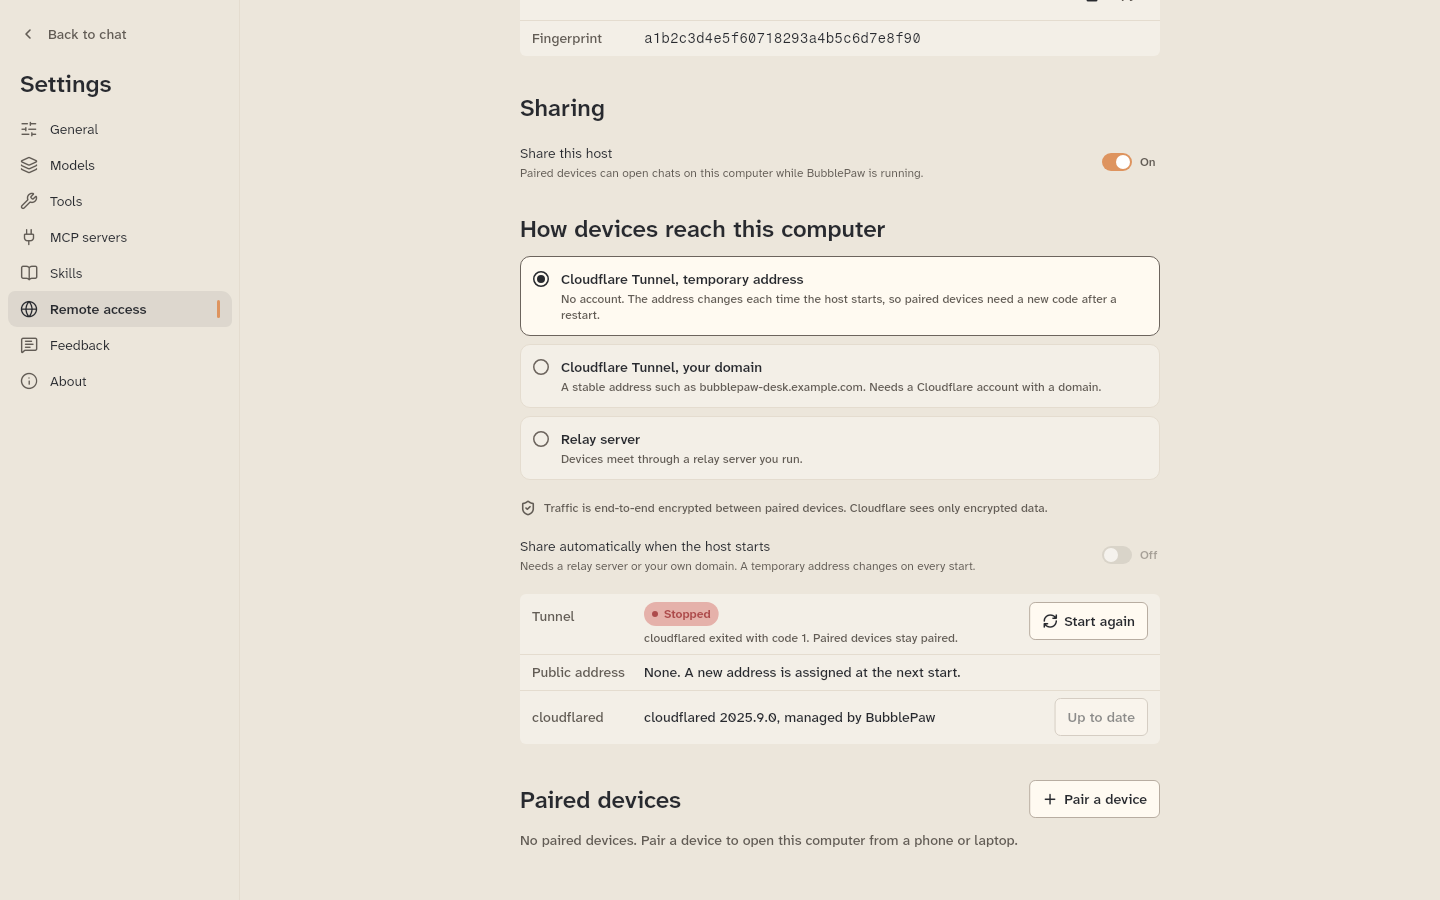 Back to chat
Settings
General
Models
Tools
MCP servers
Skills
Remote access
Feedback
About
Fingerprint a1b2c3d4e5f60718293a4b5c6d7e8f90
Sharing
Share this host
Paired devices can open chats on this computer while BubblePaw is running.
On
How devices reach this computer
Cloudflare Tunnel, temporary address
No account. The address changes each time the host starts, so paired devices need a new code after a
restart.
Cloudflare Tunnel, your domain
A stable address such as bubblepaw-desk.example.com. Needs a Cloudflare account with a domain.
Relay server
Devices meet through a relay server you run.
Traffic is end-to-end encrypted between paired devices. Cloudflare sees only encrypted data.
Share automatically when the host starts
Needs a relay server or your own domain. A temporary address changes on every start.
Off
Tunnel
Stopped
cloudflared exited with code 1. Paired devices stay paired.
Start again
Public address None. A new address is assigned at the next start.
cloudflared cloudflared 2025.9.0, managed by BubblePaw
Up to date
Paired devices
Pair a device
No paired devices. Pair a device to open this computer from a phone or laptop.